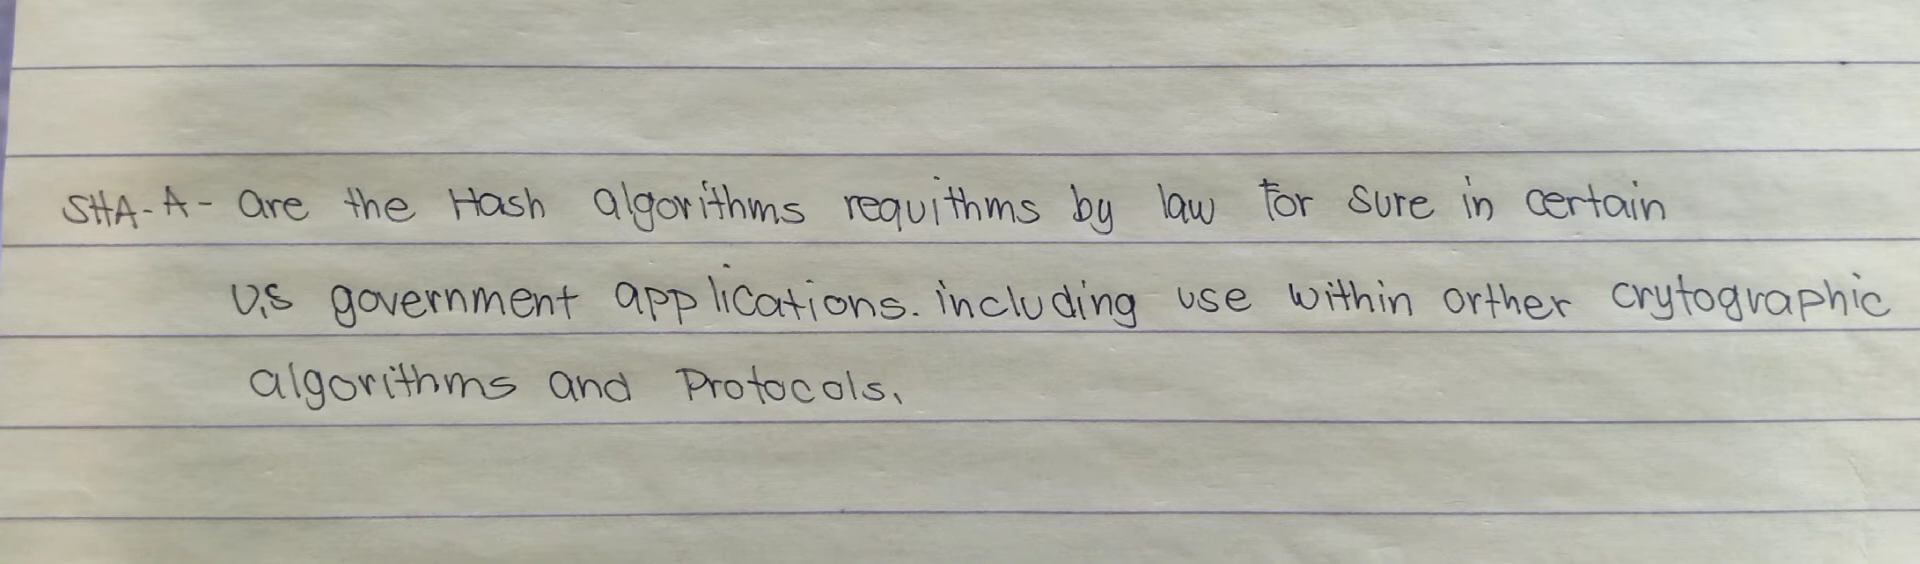 SHA-A- are the Hash algorithms requithms by law for sure in certain
U,S government applications. including use within orther crytographic
algorithms and Protocols,